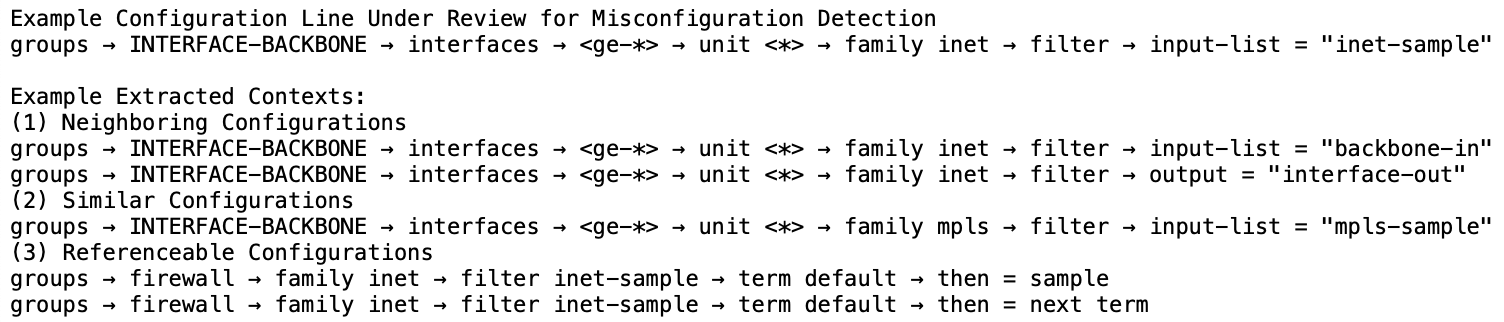 Example Configuration Line Under Review for Misconfiguration Detection
groups → INTERFACE-BACKBONE → interfaces → <ge-*> → unit <*> → family inet → filter → input-list = "inet-sample"
Example Extracted Contexts:
(1) Neighboring Configurations
groups → INTERFACE-BACKBONE → interfaces → <ge-*> → unit <*> → family inet → filter → input-list = "backbone-in"
groups → INTERFACE-BACKBONE → interfaces → <ge-*> → unit <*> → family inet → filter → output = "interface-out"
(2) Similar Configurations
groups → INTERFACE-BACKBONE → interfaces → <ge-*> → unit <*> → family mpls → filter → input-list = "mpls-sample"
(3) Referenceable Configurations
groups → firewall → family inet → filter inet-sample → term default → then = sample
groups → firewall → family inet → filter inet-sample → term default → then = next term